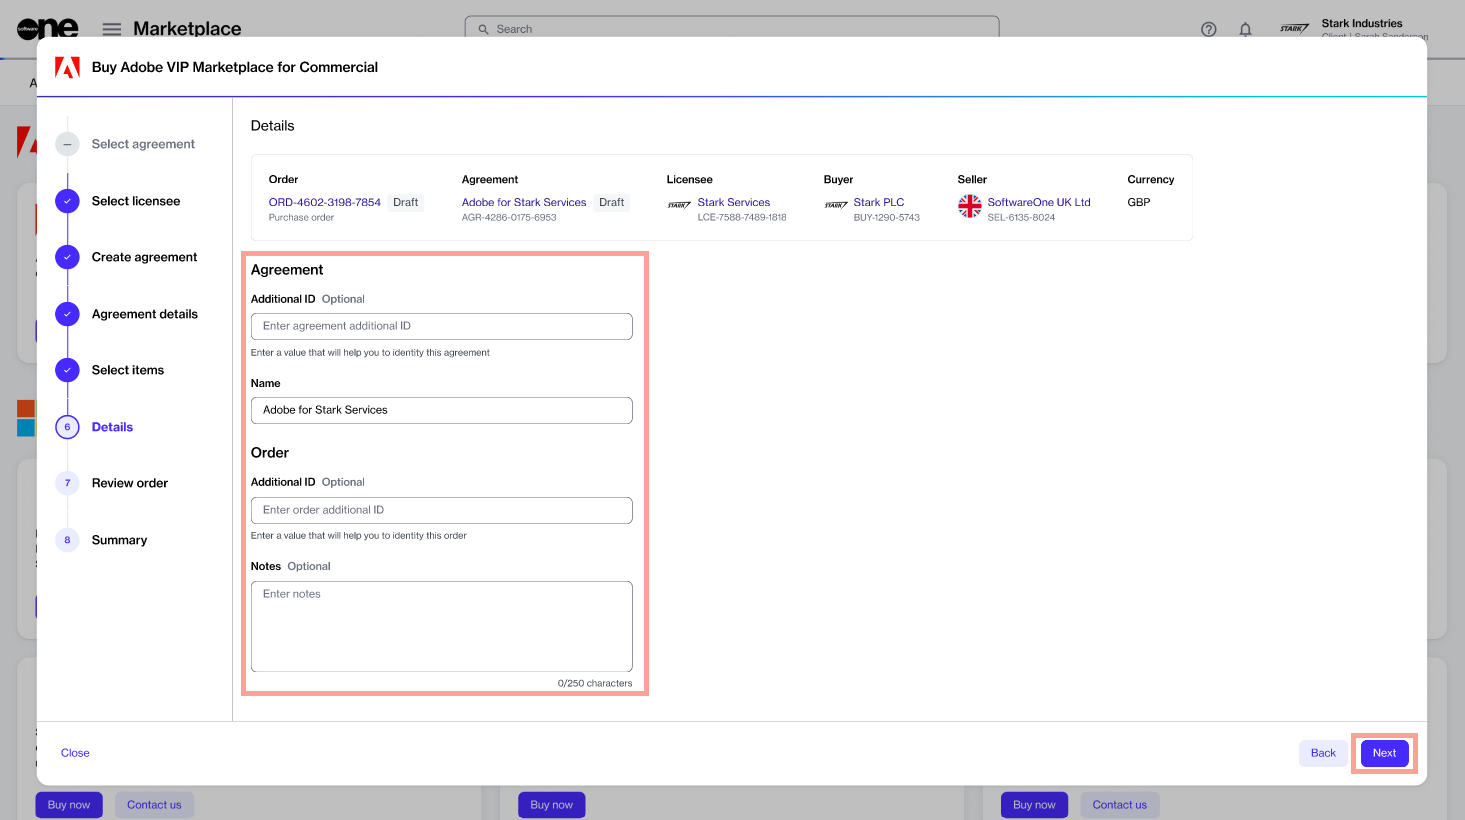 software one
Marketplace
Search
Stark Industries
Client | Sarah Sanderson
A
Buy Adobe VIP Marketplace for Commercial
Select agreement
Select licensee
Create agreement
Agreement details
Select items
6 Details
7 Review order
8 Summary
Details
Order Agreement Licensee Buyer Seller Currency
ORD-4602-3198-7854 Draft Adobe for Stark Services Draft STARK Stark Services STARK Stark PLC SoftwareOne UK Ltd GBP
Purchase order AGR-4286-0175-6953 LCE-7588-7489-1818 BUY-1290-5743 SEL-6135-8024
Agreement
Additional ID Optional
Enter agreement additional ID
Enter a value that will help you to identity this agreement
Name
Adobe for Stark Services
Order
Additional ID Optional
Enter order additional ID
Enter a value that will help you to identity this order
Notes Optional
Enter notes
0/250 characters
Close Back Next
Buy now Contact us Buy now Buy now Contact us